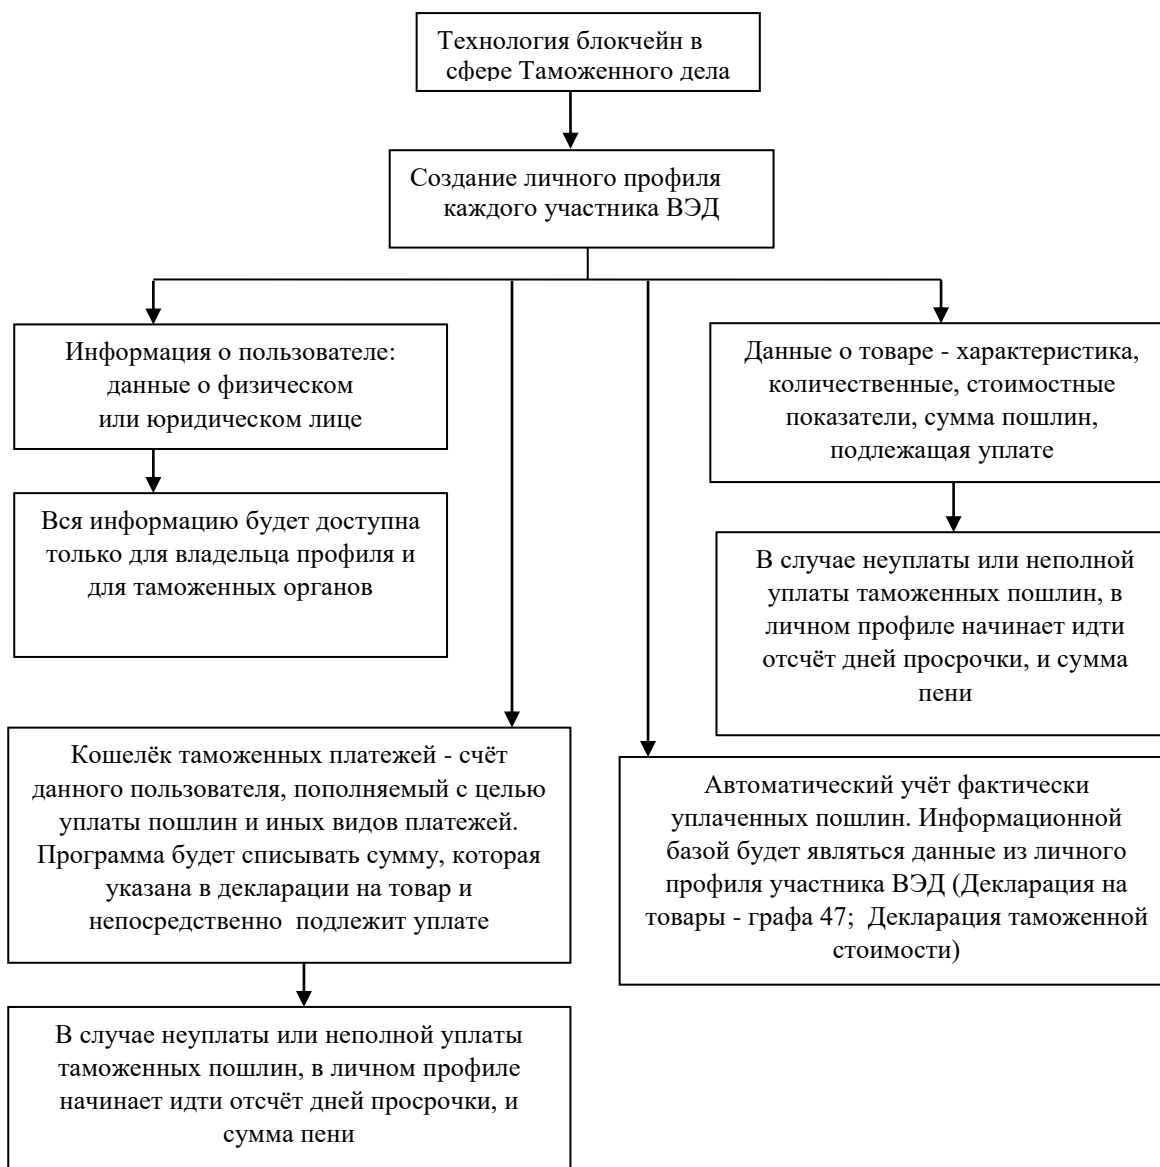 Технология блокчейн в
сфере Таможенного дела
Создание личного профиля
каждого участника ВЭД
Информация о пользователе:
данные о физическом
или юридическом лице
Данные о товаре - характеристика,
количественные, стоимостные
показатели, сумма пошлин,
подлежащая уплате
Вся информацию будет доступна
только для владельца профиля и
для таможенных органов
В случае неуплаты или неполной
уплаты таможенных пошлин, в
личном профиле начинает идти
отсчёт дней просрочки, и сумма
пени
Кошелёк таможенных платежей - счёт
данного пользователя, пополняемый с целью
уплаты пошлин и иных видов платежей.
Программа будет списывать сумму, которая
указана в декларации на товар и
непосредственно подлежит уплате
Автоматический учёт фактически
уплаченных пошлин. Информационной
базой будет являться данные из личного
профиля участника ВЭД (Декларация на
товары - графа 47; Декларация таможенной
стоимости)
В случае неуплаты или неполной уплаты
таможенных пошлин, в личном профиле
начинает идти отсчёт дней просрочки, и
сумма пени